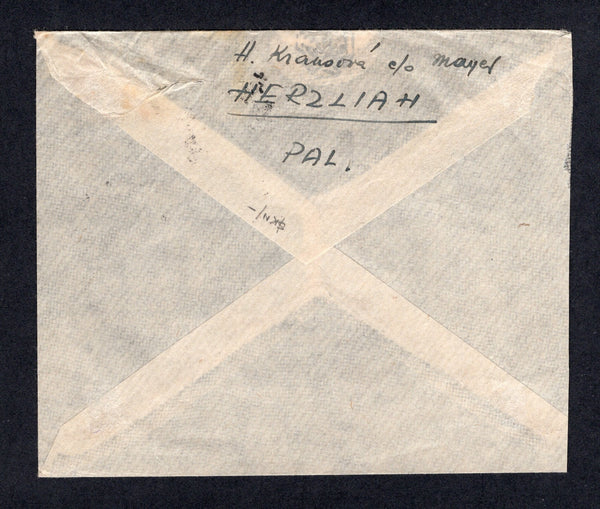 H. Krausová c/o Mayer
HERZLIAH
PAL.